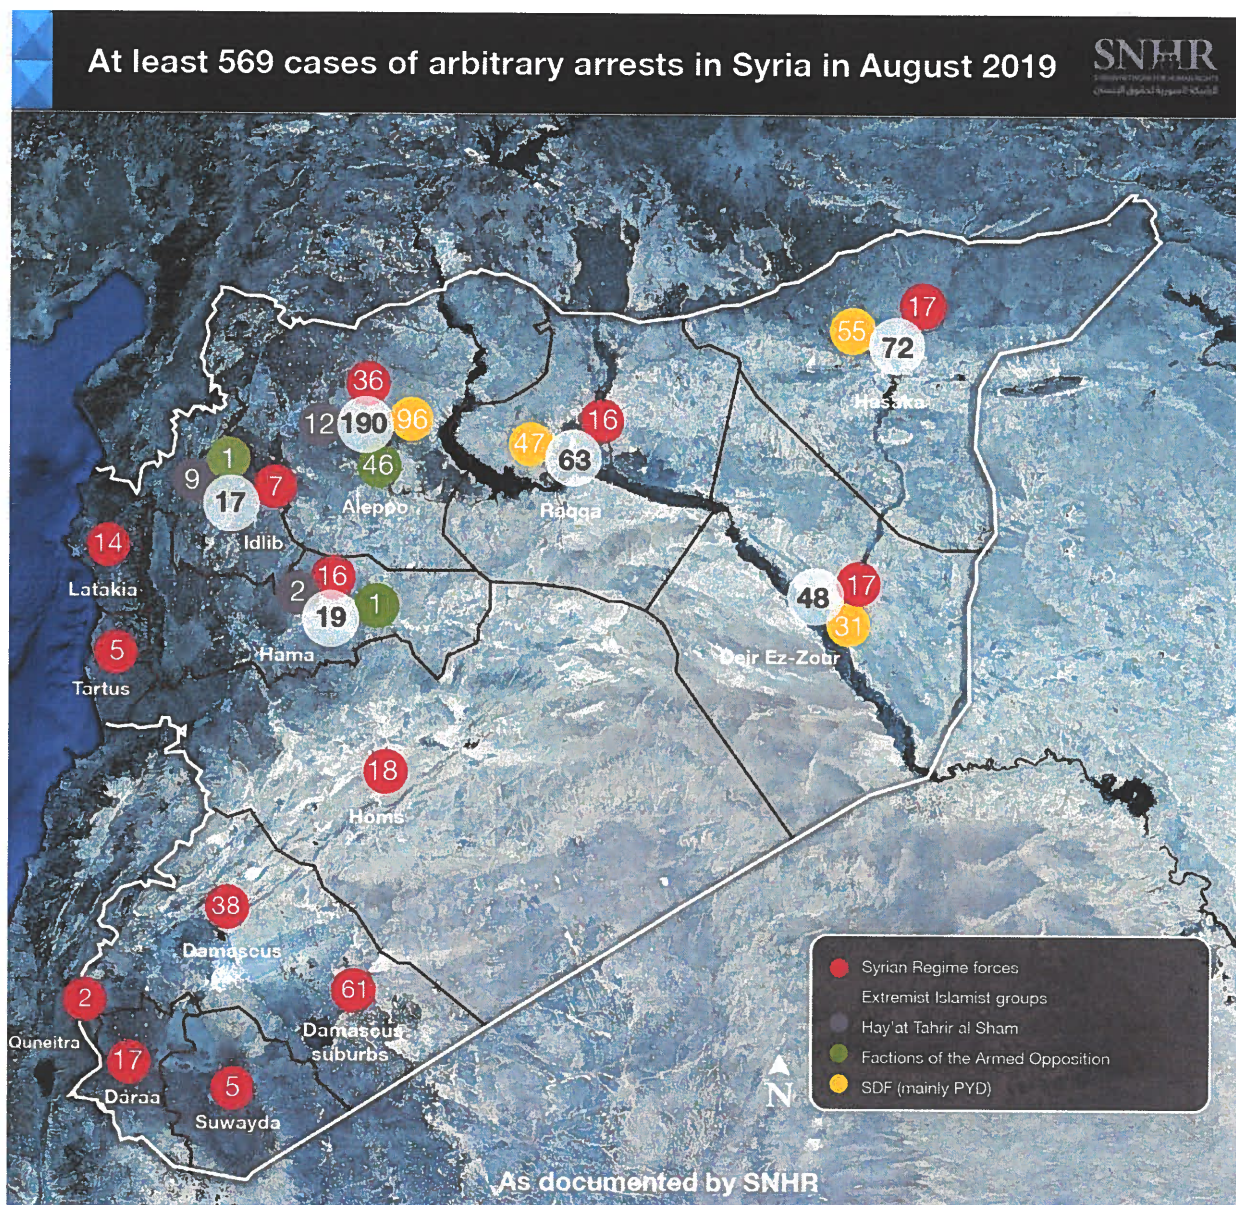 At least 569 cases of arbitrary arrests in Syria in August 2019
SNHR
17
55
72
Hasaka
36
12
190
96
46
Aleppo
16
47
63
Raqqa
1
9
7
17
Idlib
14
Latakia
16
2
1
19
Hama
17
48
31
Deir Ez-Zour
5
Tartus
18
Homs
38
Damascus
61
Damascus
suburbs
2
Quneitra
17
Daraa
5
Suwayda
Syrian Regime forces
Extremist Islamist groups
Hay'at Tahrir al Sham
Factions of the Armed Opposition
SDF (mainly PYD)
N
As documented by SNHR